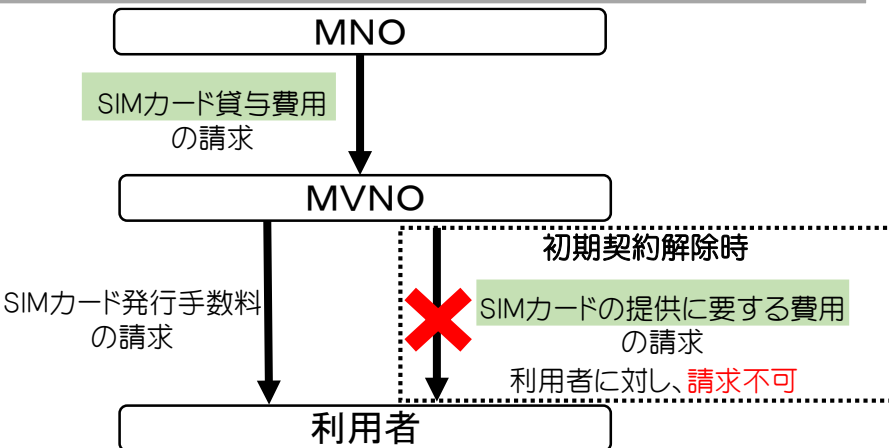 MNO
SIMカード貸与費用
の請求
MVNO
初期契約解除時
SIMカード発行手数料
の請求
SIMカードの提供に要する費用
の請求
利用者に対し、請求不可
利用者